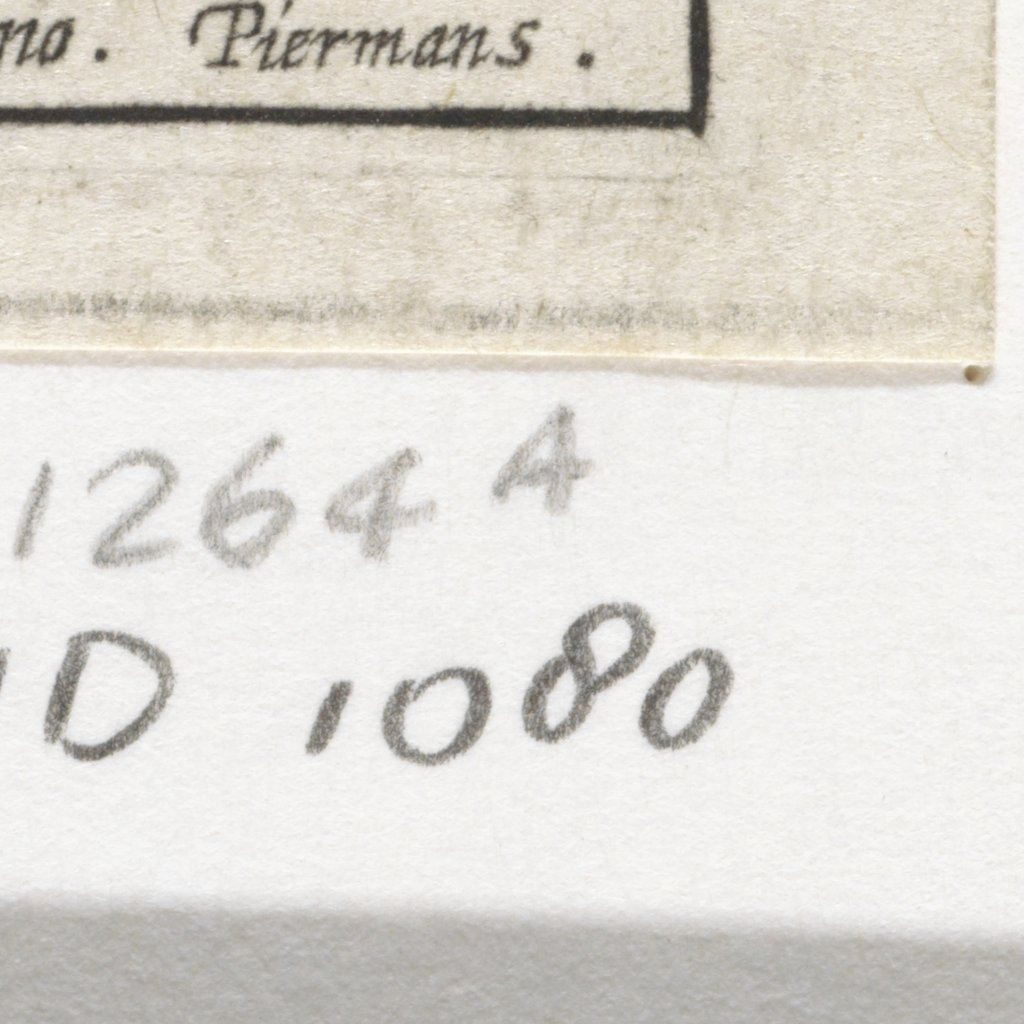 no. Piermans.
1264 A
D 1080